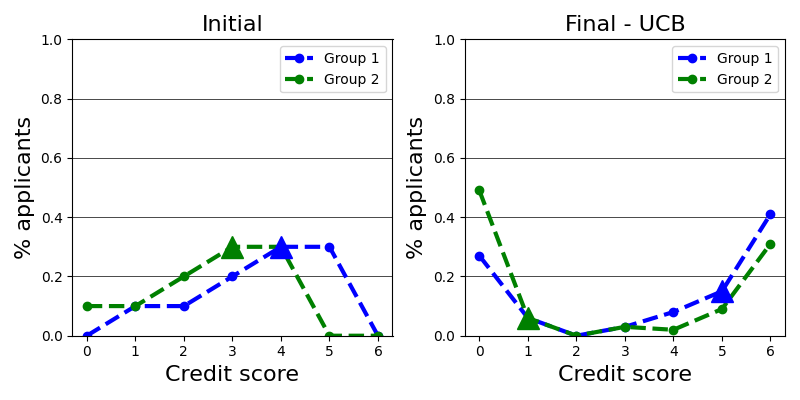 Initial
Group 1
Group 2
% applicants
1.0
0.8
0.6
0.4
0.2
0.0
0 1 2 3 4 5 6
Credit score
Final - UCB
Group 1
Group 2
% applicants
1.0
0.8
0.6
0.4
0.2
0.0
0 1 2 3 4 5 6
Credit score